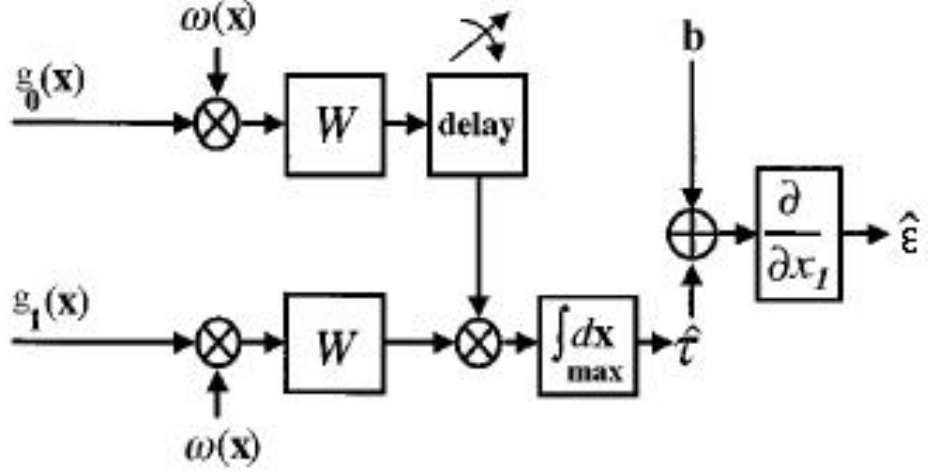 ω(x)
g₀(x)
W
delay
b
∂
∂x₁
ε̂
g₁(x)
W
∫dx
max
τ̂
ω(x)